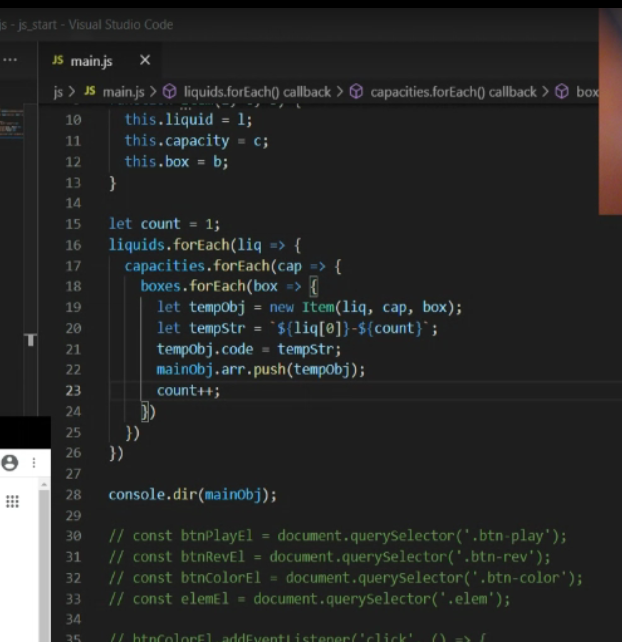 js - js_start - Visual Studio Code
··· JS main.js ×
js > JS main.js > liquids.forEach() callback > capacities.forEach() callback > box
10 this.liquid = l;
11 this.capacity = c;
12 this.box = b;
13 }
14
15 let count = 1;
16 liquids.forEach(liq => {
17 capacities.forEach(cap => {
18 boxes.forEach(box => {
19 let tempObj = new Item(liq, cap, box);
20 let tempStr = `${liq[0]}-${count}`;
21 tempObj.code = tempStr;
22 mainObj.arr.push(tempObj);
23 count++;
24 })
25 })
26 })
27
28 console.dir(mainObj);
29
30 // const btnPlayEl = document.querySelector('.btn-play');
31 // const btnRevEl = document.querySelector('.btn-rev');
32 // const btnColorEl = document.querySelector('.btn-color');
33 // const elemEl = document.querySelector('.elem');
34
35 // btnColorEl.addEventListener('click', () => {